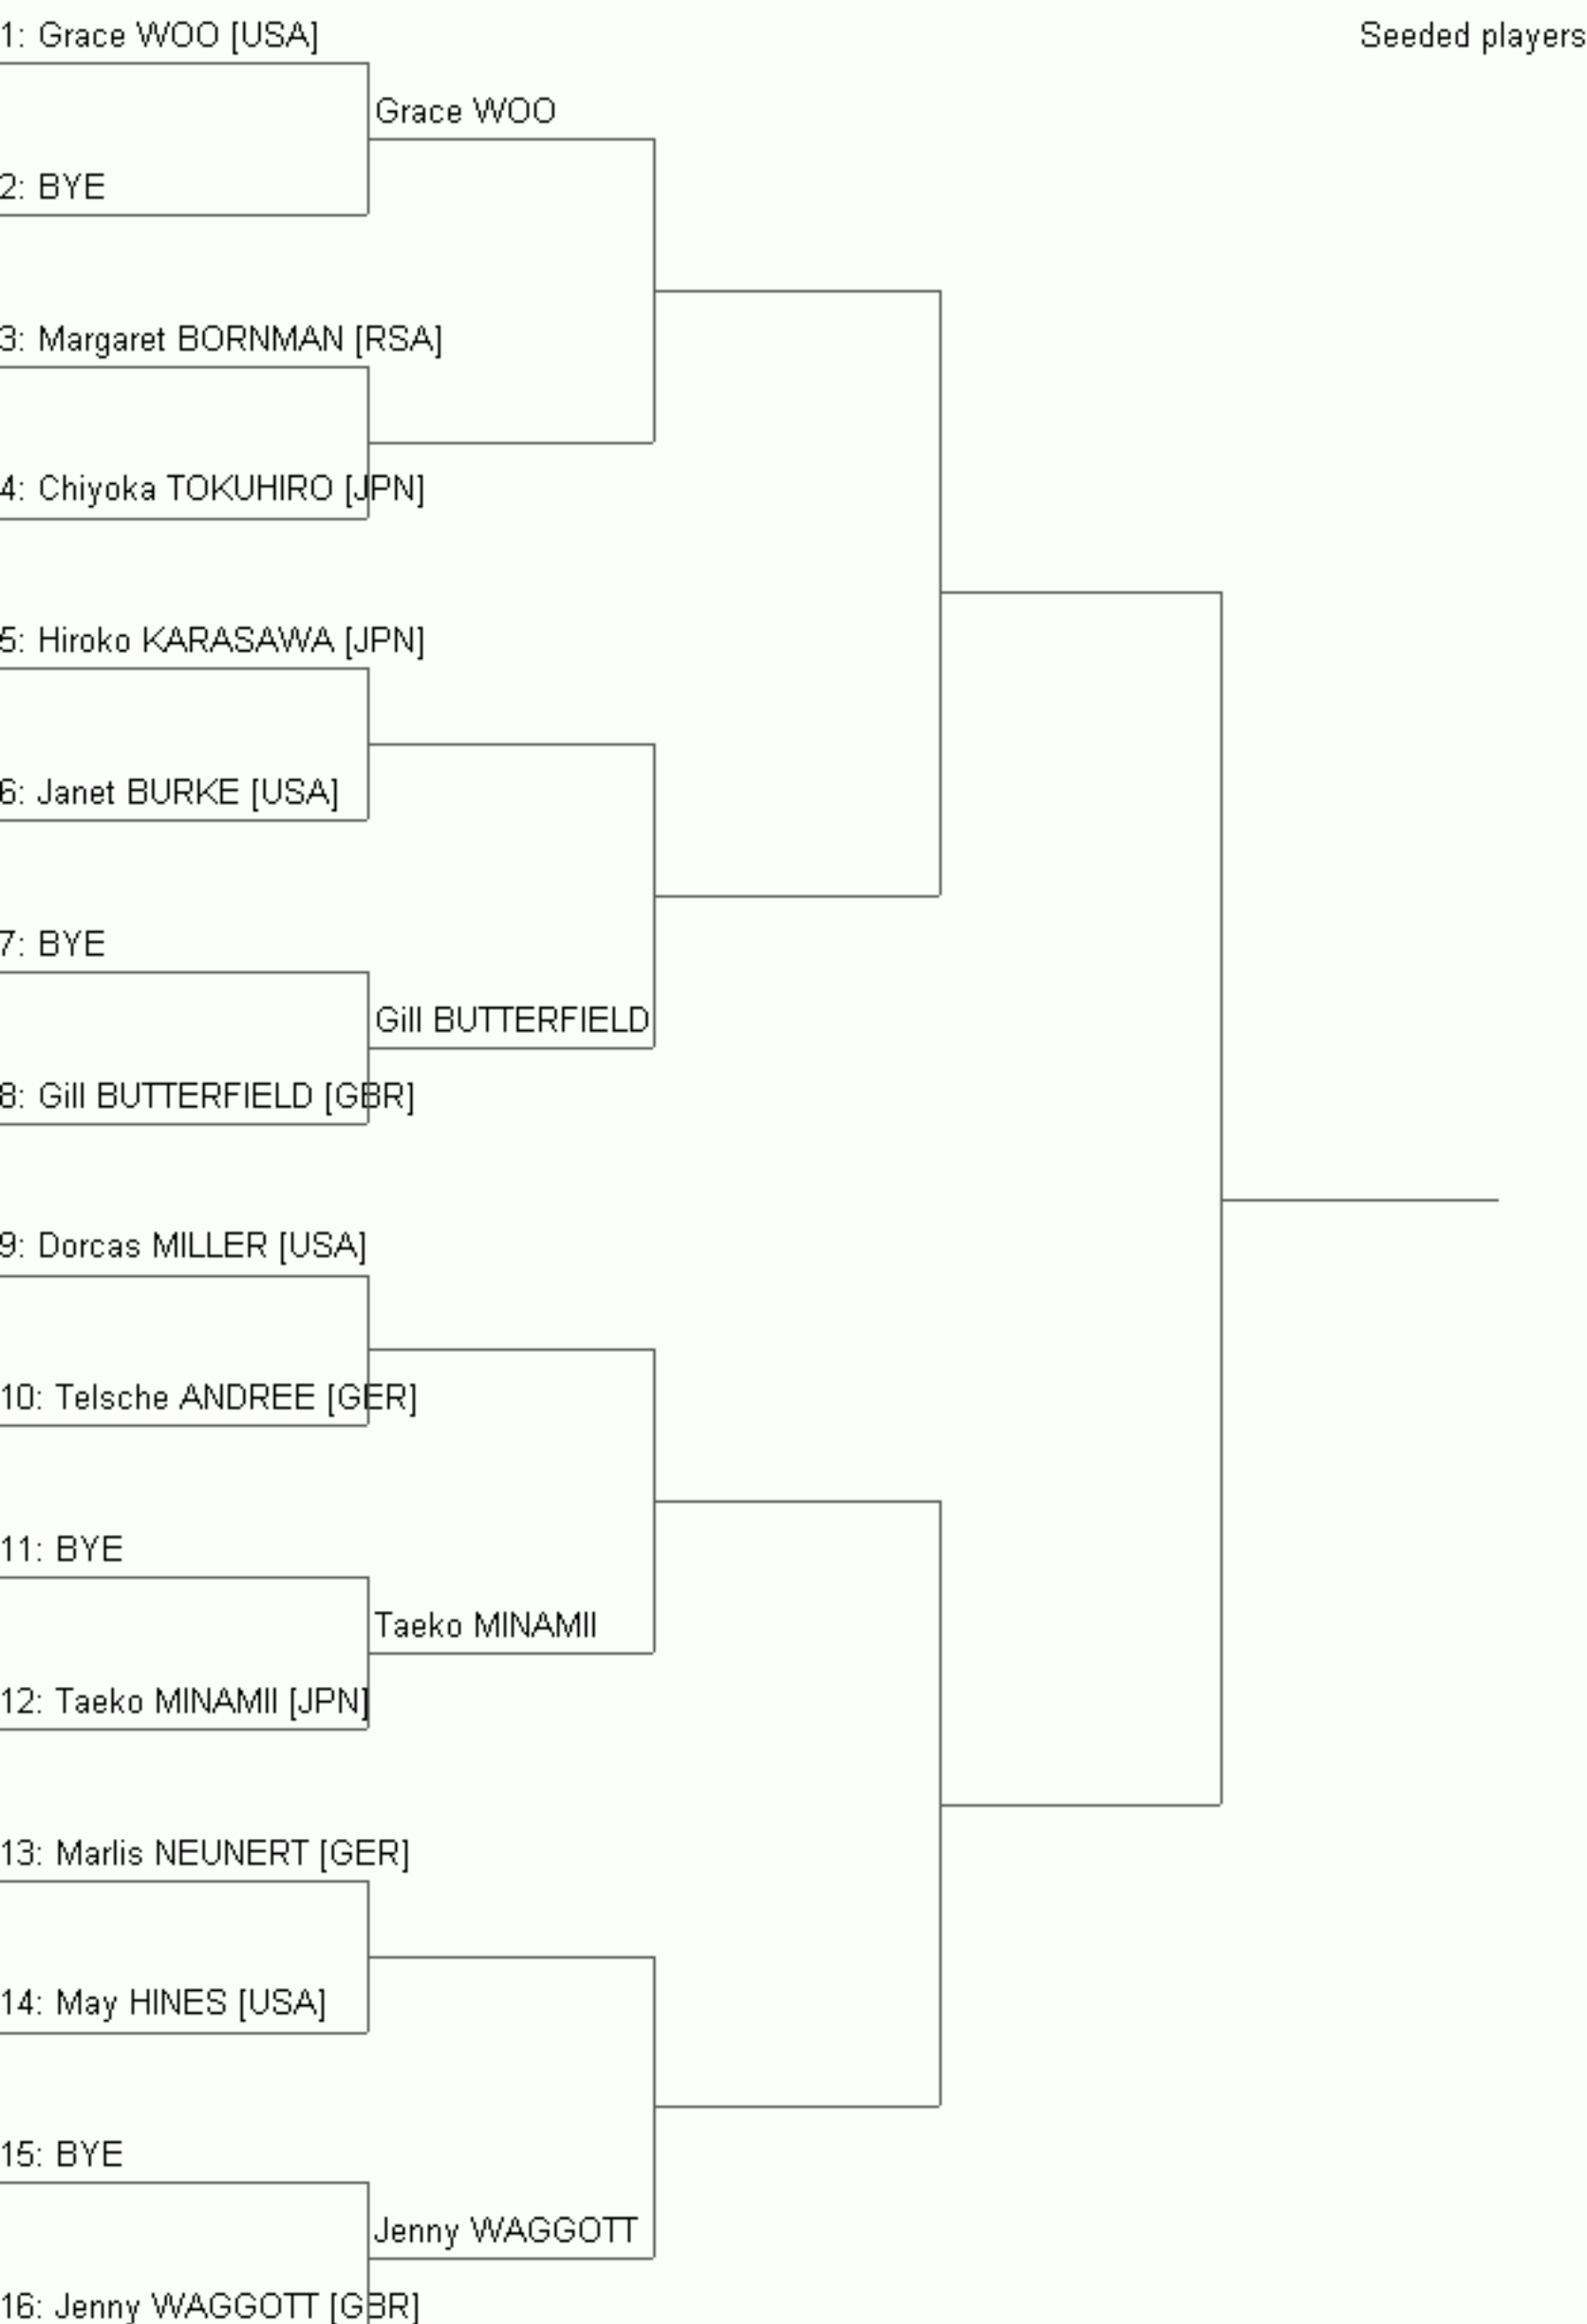 1: Grace WOO [USA]
Seeded players
Grace WOO
2: BYE
3: Margaret BORNMAN [RSA]
4: Chiyoka TOKUHIRO [JPN]
5: Hiroko KARASAWA [JPN]
6: Janet BURKE [USA]
7: BYE
Gill BUTTERFIELD
8: Gill BUTTERFIELD [GBR]
9: Dorcas MILLER [USA]
10: Telsche ANDREE [GER]
11: BYE
Taeko MINAMII
12: Taeko MINAMII [JPN]
13: Marlis NEUNERT [GER]
14: May HINES [USA]
15: BYE
Jenny WAGGOTT
16: Jenny WAGGOTT [GBR]